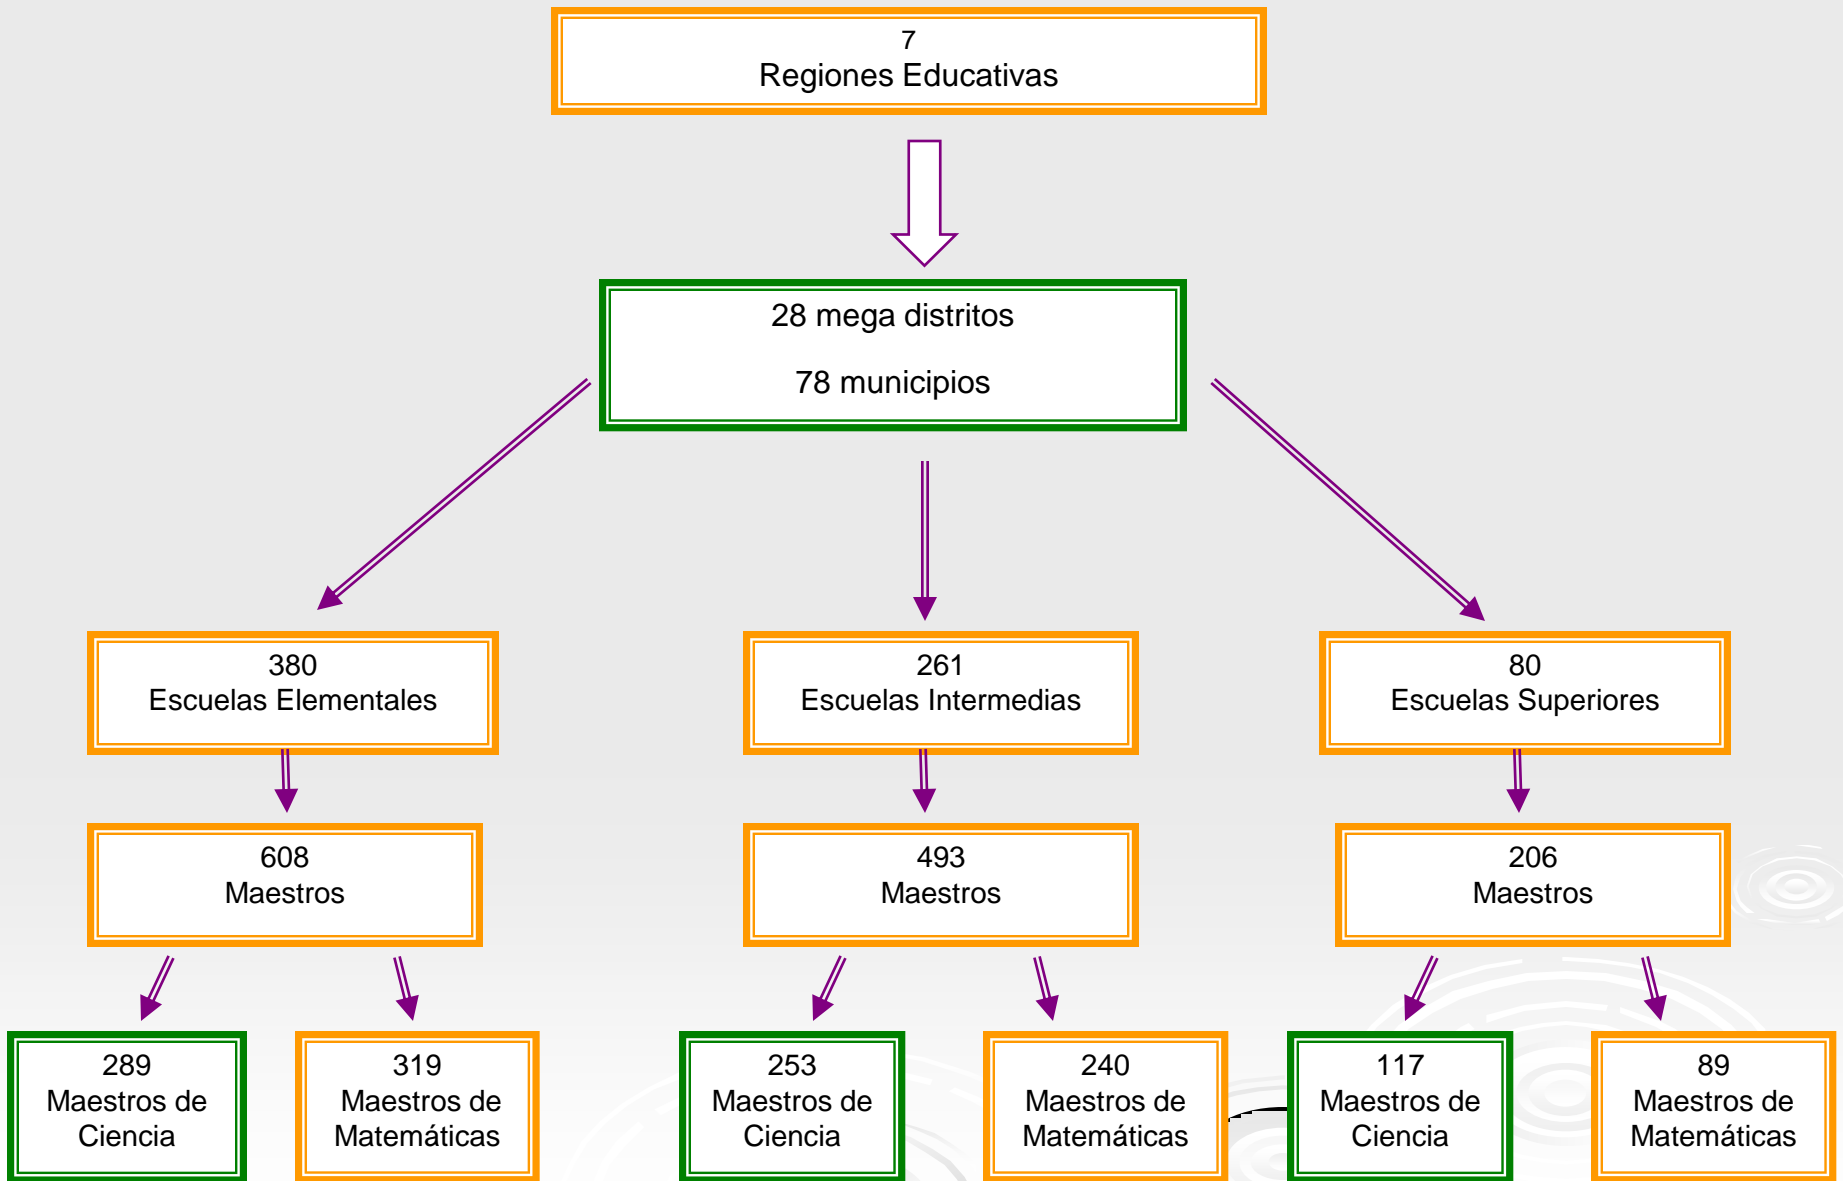 7
Regiones Educativas
28 mega distritos
78 municipios
380
Escuelas Elementales
261
Escuelas Intermedias
80
Escuelas Superiores
608
Maestros
493
Maestros
206
Maestros
289
Maestros de
Ciencia
319
Maestros de
Matemáticas
253
Maestros de
Ciencia
240
Maestros de
Matemáticas
117
Maestros de
Ciencia
89
Maestros de
Matemáticas